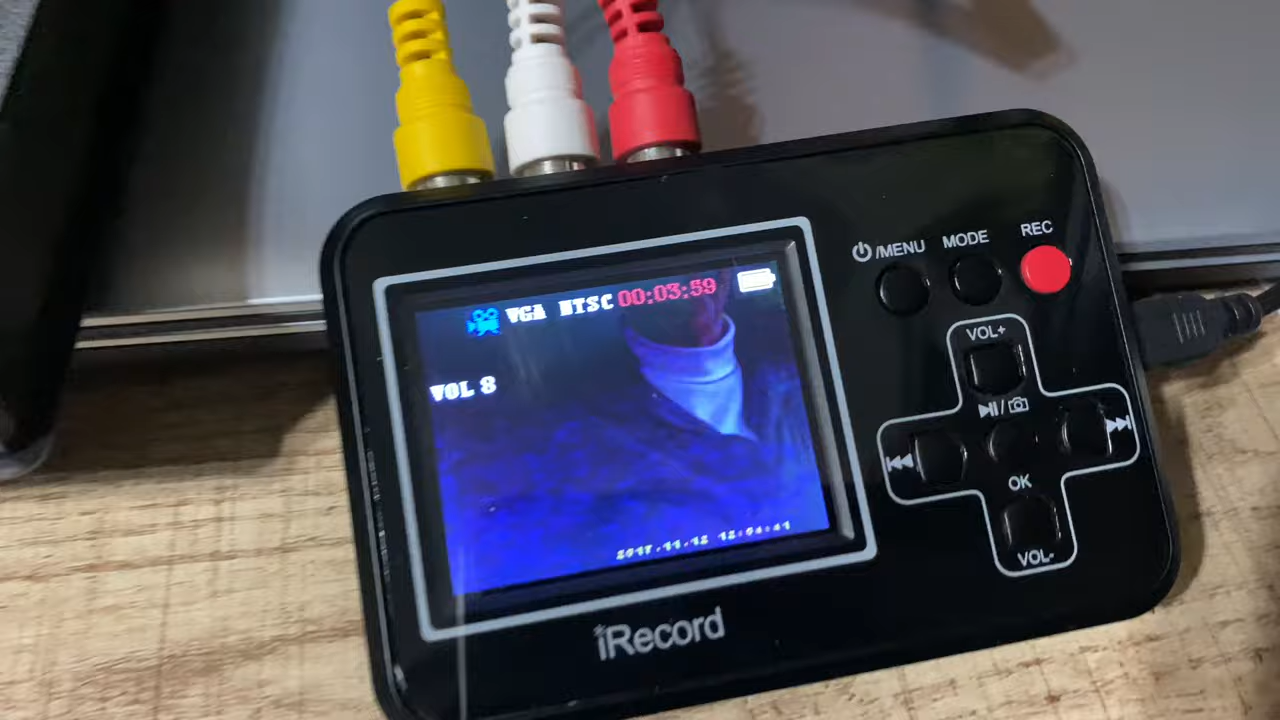 /MENU MODE REC
VGA NTSC 00:03:59
VOL+
VOL 8
OK
VOL-
iRecord